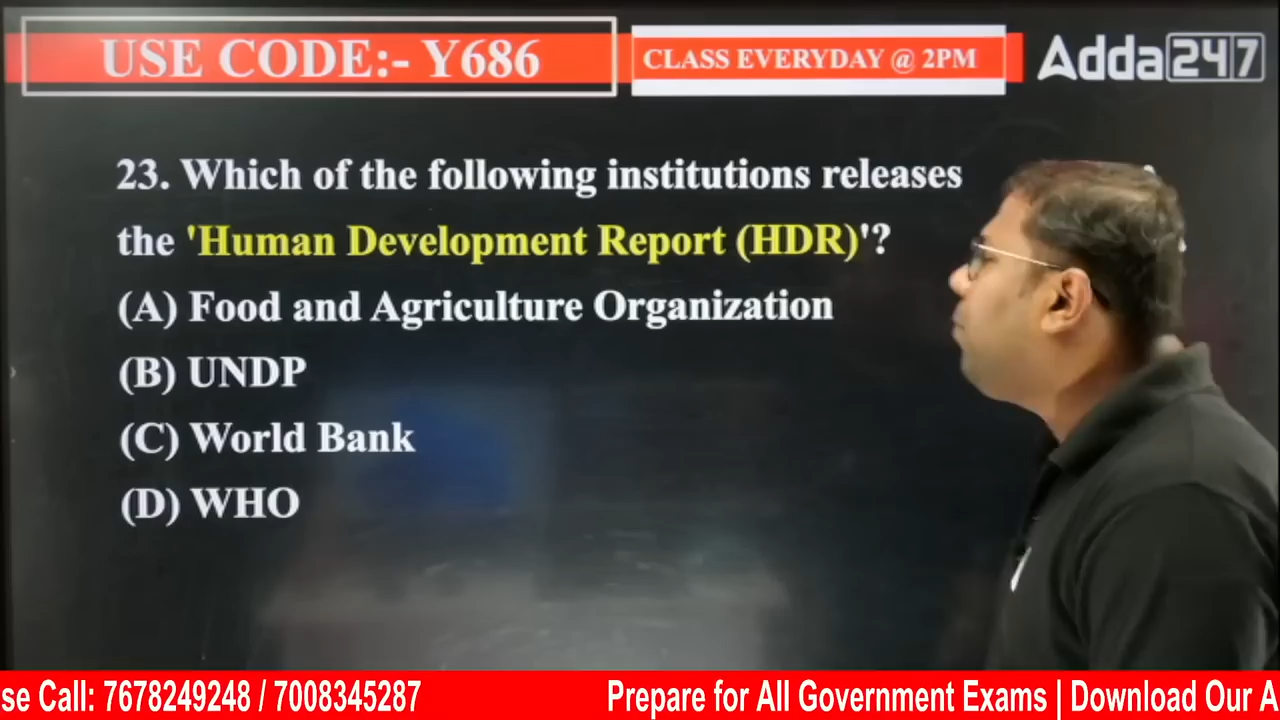 USE CODE:- Y686
CLASS EVERYDAY @ 2PM
Adda247
23. Which of the following institutions releases
the 'Human Development Report (HDR)'?
(A) Food and Agriculture Organization
(B) UNDP
(C) World Bank
(D) WHO
se Call: 7678249248 / 7008345287 Prepare for All Government Exams | Download Our A